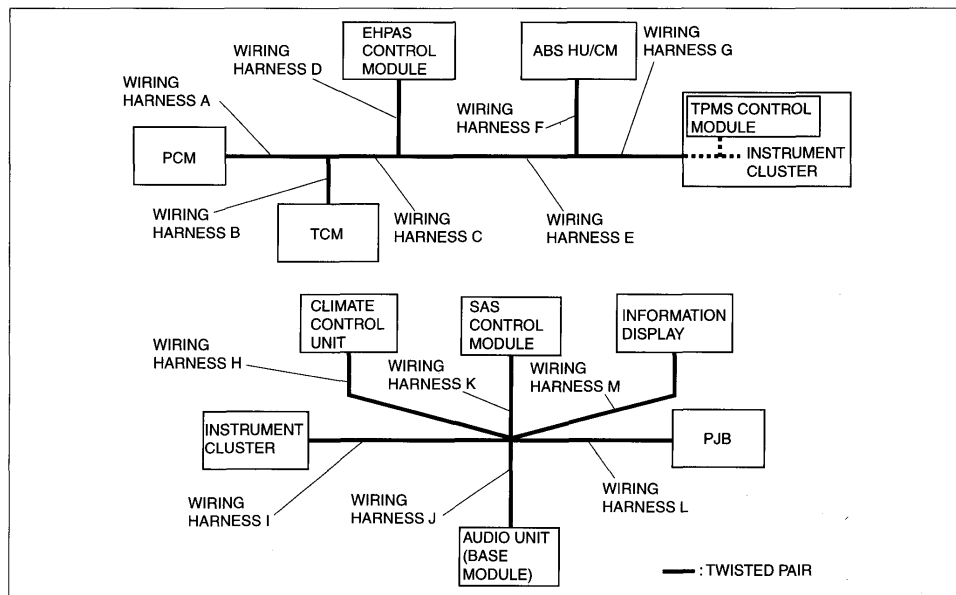 EHPAS
CONTROL
MODULE
ABS HU/CM
WIRING
HARNESS G
WIRING
HARNESS D
WIRING
HARNESS A
WIRING
HARNESS F
TPMS CONTROL
MODULE
PCM
INSTRUMENT
CLUSTER
WIRING
HARNESS B
TCM
WIRING
HARNESS C
WIRING
HARNESS E
CLIMATE
CONTROL
UNIT
SAS
CONTROL
MODULE
INFORMATION
DISPLAY
WIRING
HARNESS H
WIRING
HARNESS K
WIRING
HARNESS M
INSTRUMENT
CLUSTER
PJB
WIRING
HARNESS I
WIRING
HARNESS J
WIRING
HARNESS L
AUDIO UNIT
(BASE
MODULE)
: TWISTED PAIR